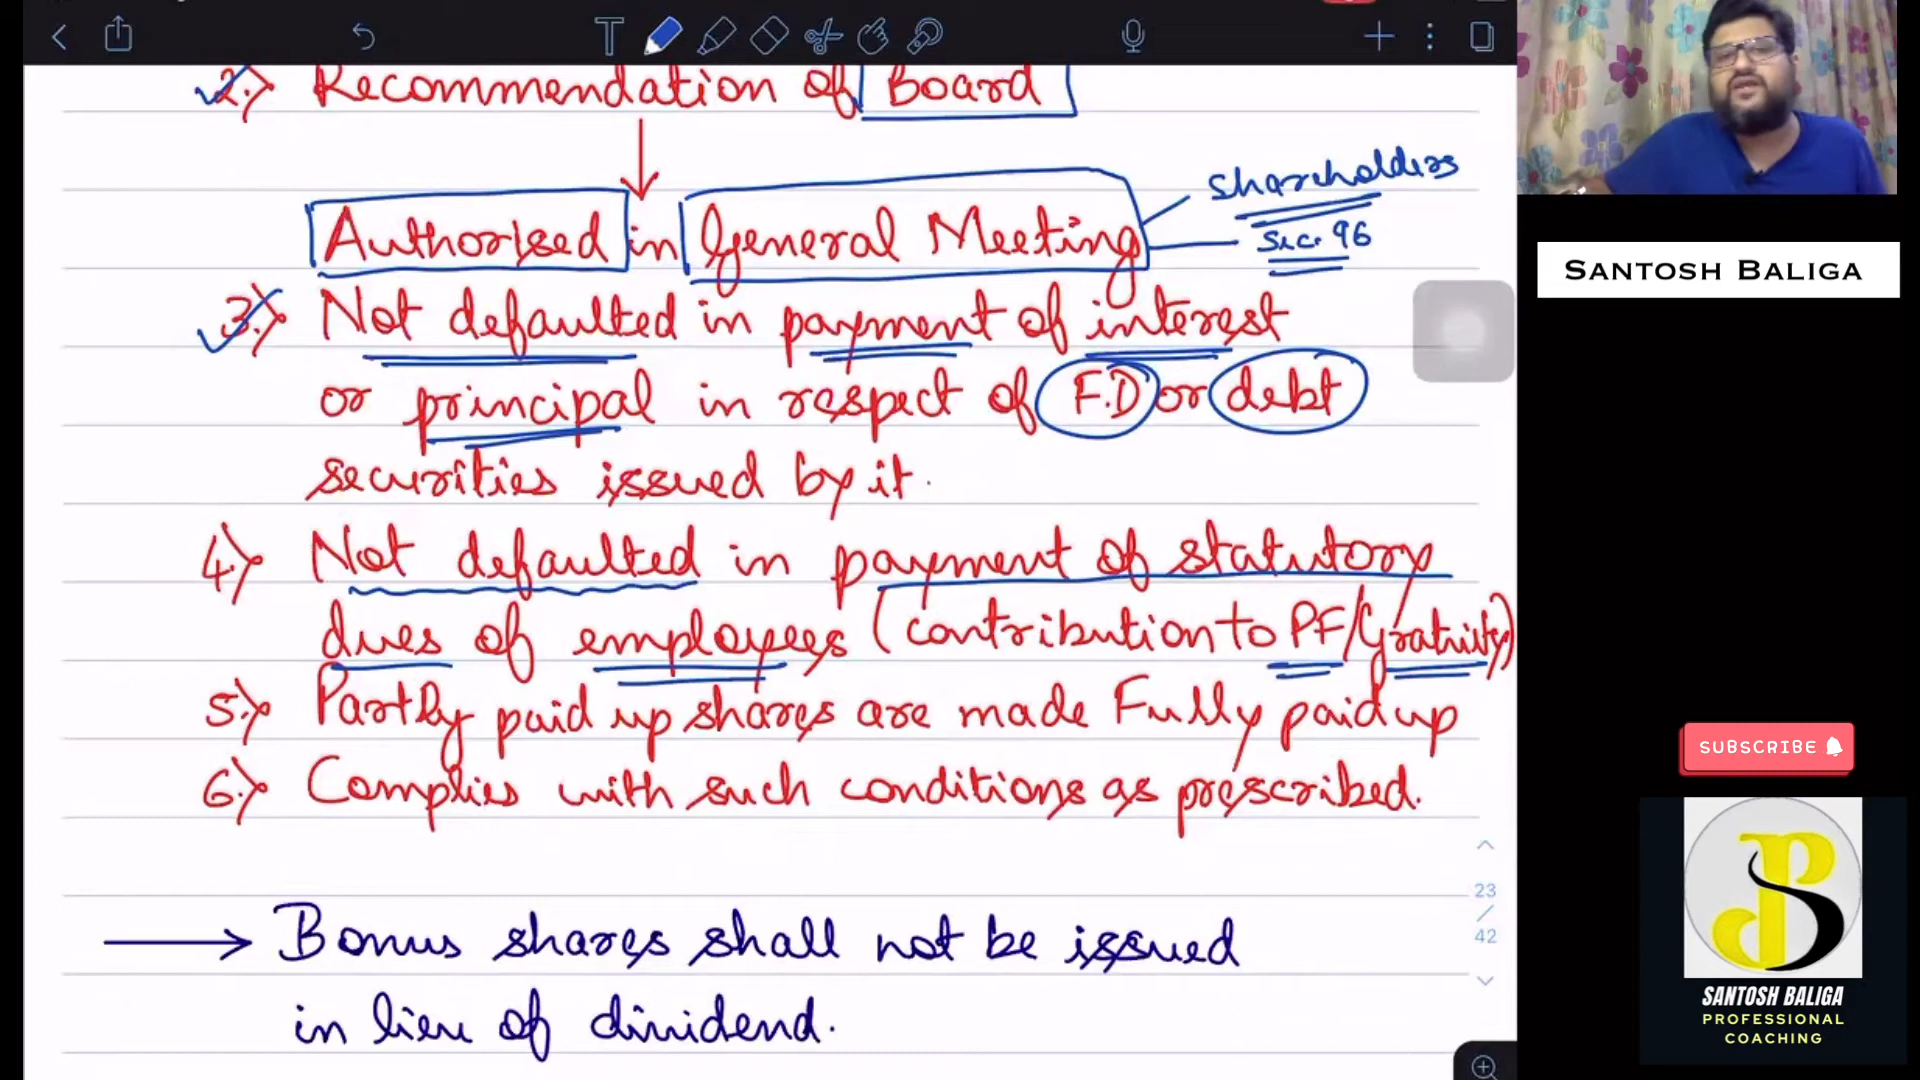 2.) Recommendation of Board
shareholders
Authorised in General Meeting
Sec. 96
3.) Not defaulted in payment of interest
or principal in respect of F.D or debt
securities issued by it.
4.) Not defaulted in payment of statutory
dues of employees (contribution to PF/Gratuity)
5.) Partly paid up shares are made Fully paid up
6.) Complies with such conditions as prescribed.
Bonus shares shall not be issued
in lieu of dividend.
23
/
42
SANTOSH BALIGA
SUBSCRIBE
SANTOSH BALIGA
PROFESSIONAL
COACHING